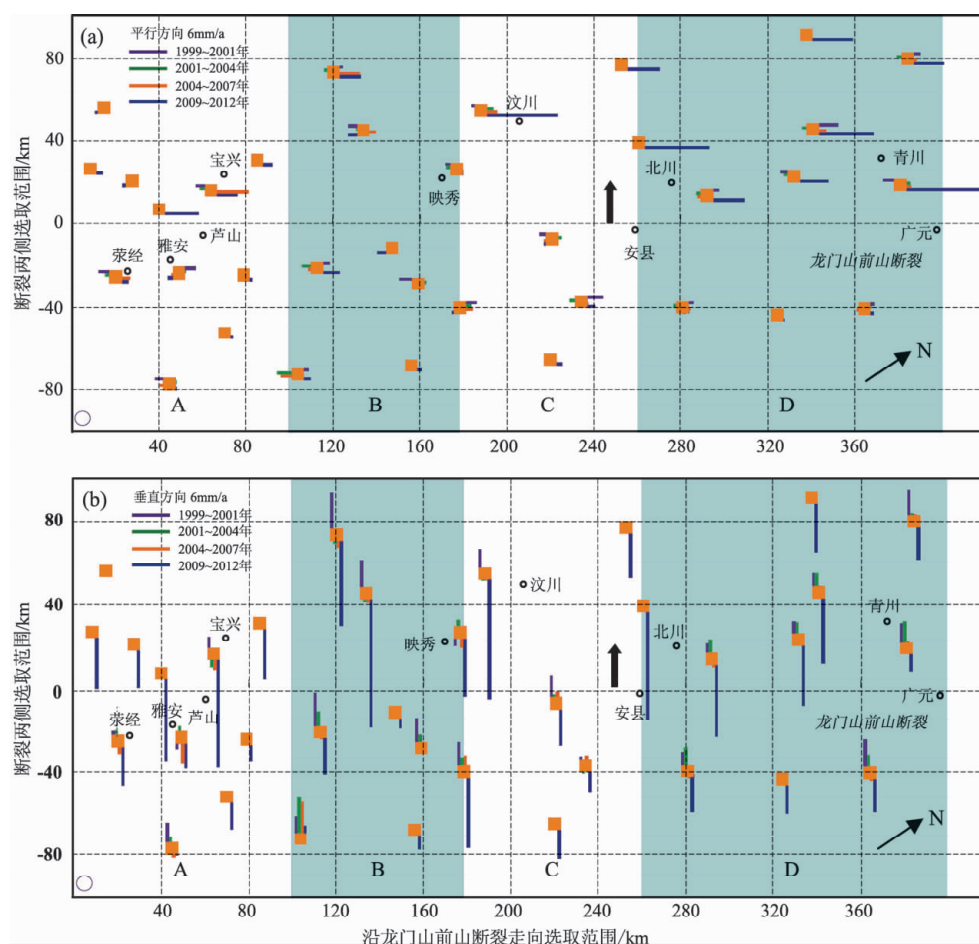 (a)
平行方向 6mm/a
1999~2001年
2001~2004年
2004~2007年
2009~2012年
80
40
0
-40
-80
断裂两侧选取范围/km
汶川
宝兴
映秀
北川
青川
芦山
雅安
荥经
安县
广元
龙门山前山断裂
N
A
B
C
D
40
80
120
160
200
240
280
320
360
(b)
垂直方向 6mm/a
1999~2001年
2001~2004年
2004~2007年
2009~2012年
80
40
0
-40
-80
断裂两侧选取范围/km
汶川
宝兴
映秀
北川
青川
芦山
雅安
荥经
安县
广元
龙门山前山断裂
N
A
B
C
D
40
80
120
160
200
240
280
320
360
沿龙门山前山断裂走向选取范围/km